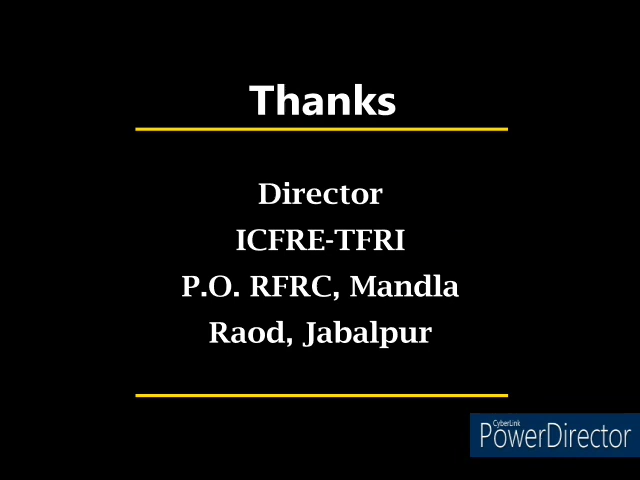 Thanks
Director
ICFRE-TFRI
P.O. RFRC, Mandla
Raod, Jabalpur
CyberLink
PowerDirector